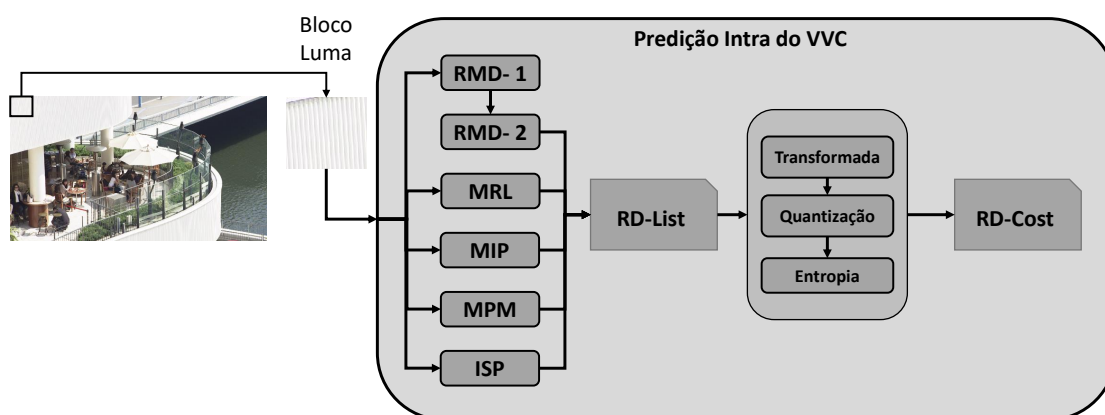 Bloco
Luma
Predição Intra do VVC
RMD- 1
RMD- 2
MRL
MIP
MPM
ISP
RD-List
Transformada
Quantização
Entropia
RD-Cost